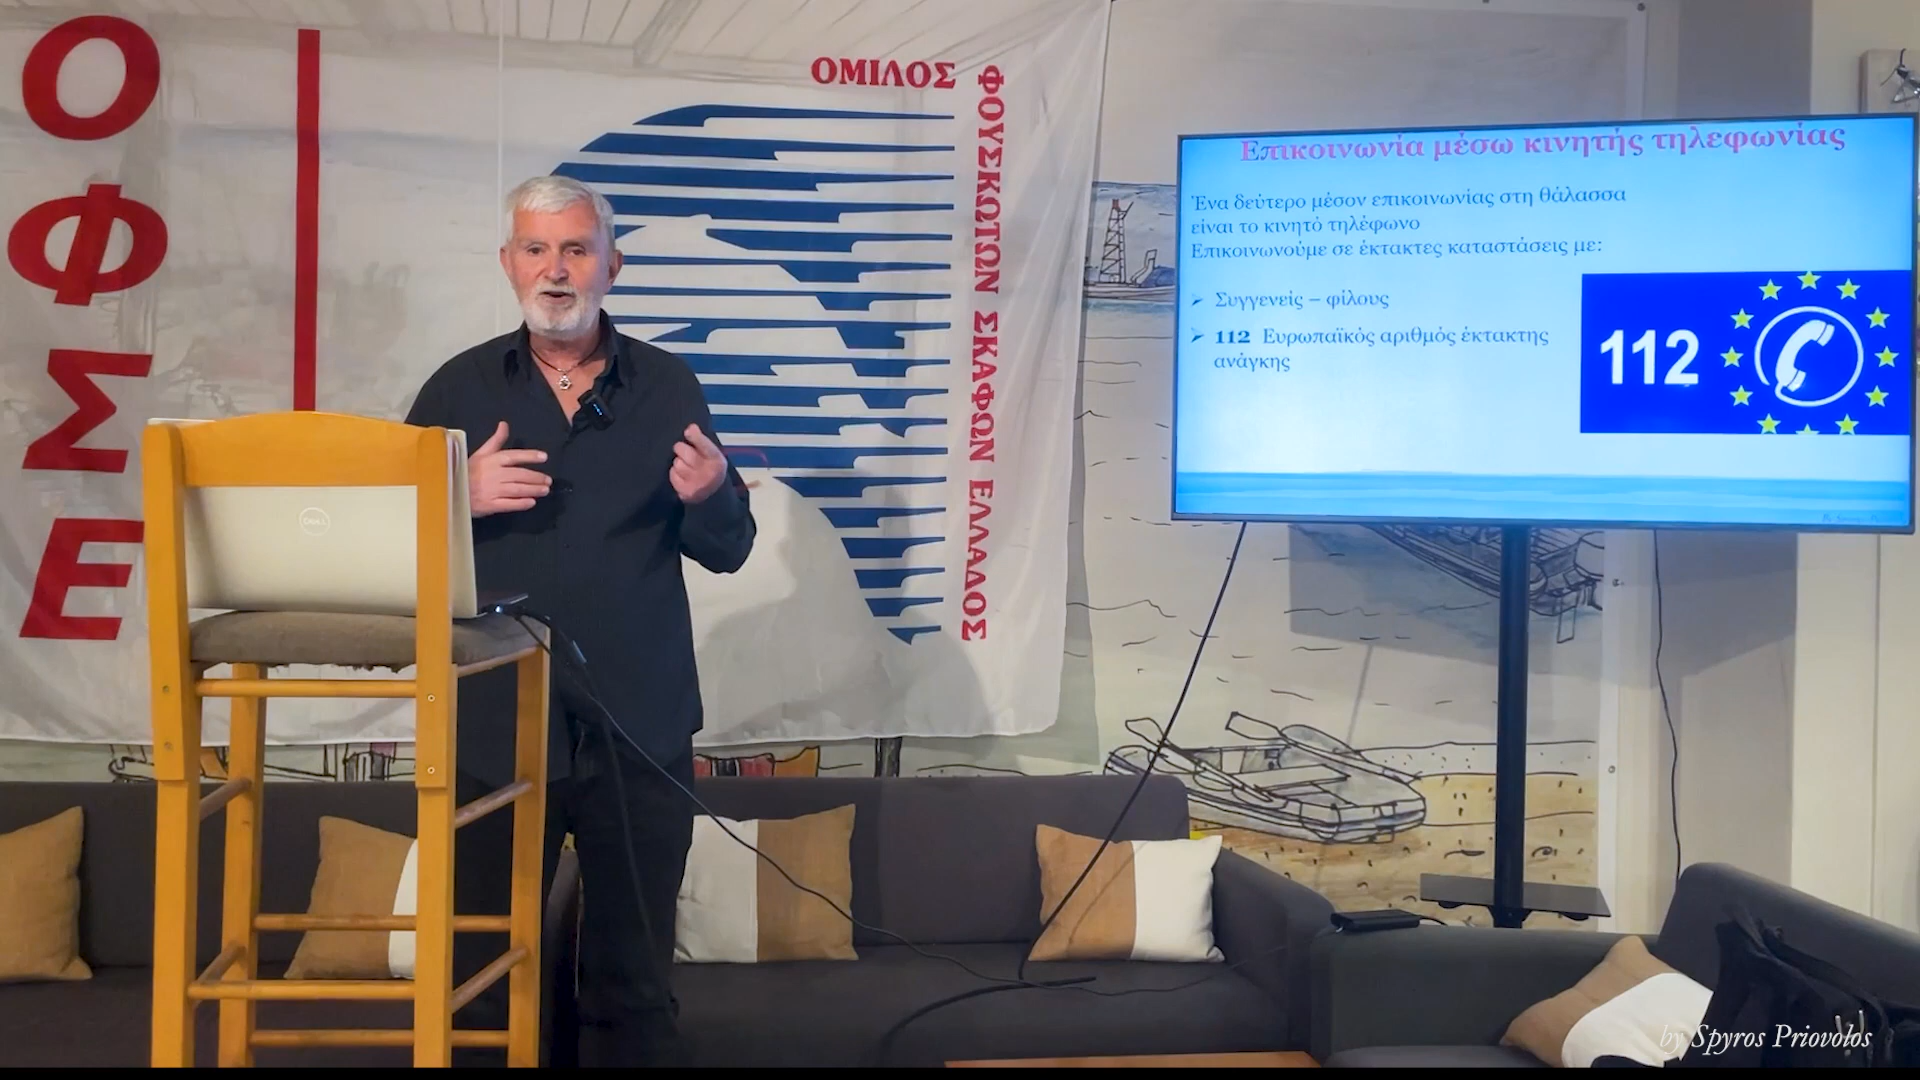 ΟΦΣΕ
ΟΜΙΛΟΣ
ΦΟΥΣΚΩΤΩΝ ΣΚΑΦΩΝ ΕΛΛΑΔΟΣ
Επικοινωνία μέσω κινητής τηλεφωνίας
Ένα δεύτερο μέσον επικοινωνίας στη θάλασσα
είναι το κινητό τηλέφωνο
Επικοινωνούμε σε έκτακτες καταστάσεις με:
➢ Συγγενείς – φίλους
➢ 112 Ευρωπαϊκός αριθμός έκτακτης
ανάγκης
112
DELL
by Spyros Priovolos